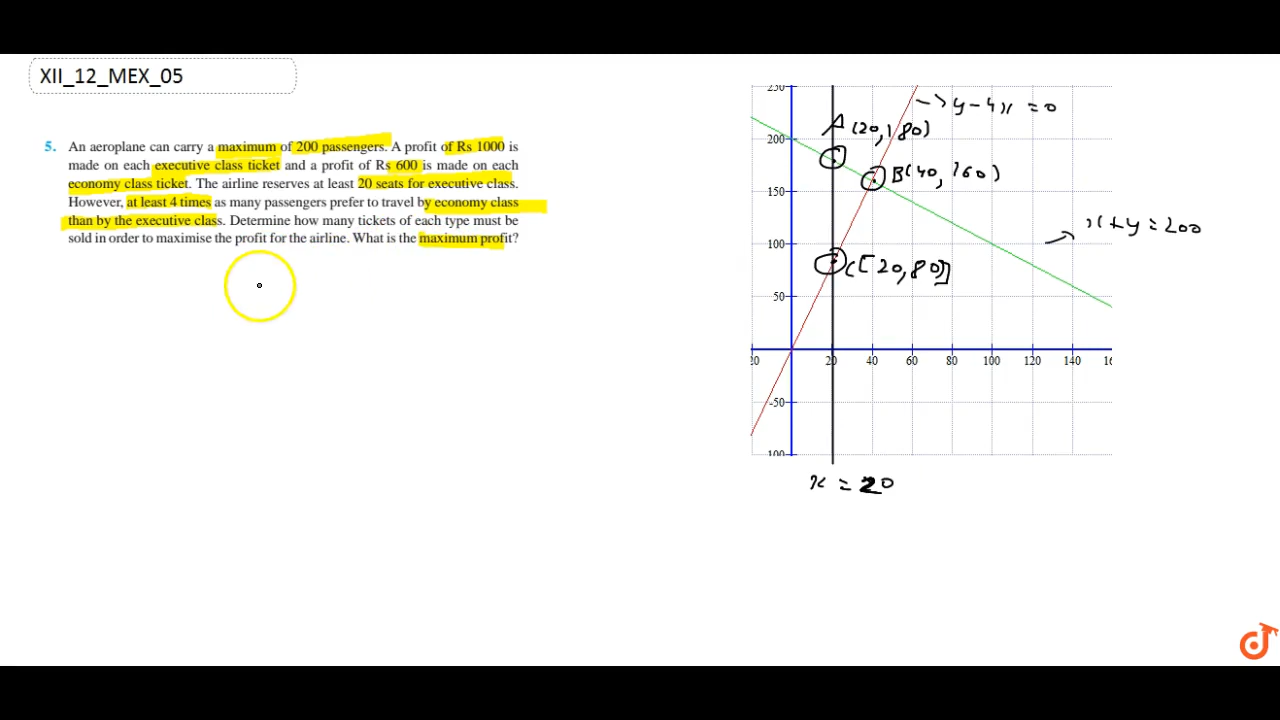 XII_12_MEX_05
5. An aeroplane can carry a maximum of 200 passengers. A profit of Rs 1000 is
made on each executive class ticket and a profit of Rs 600 is made on each
economy class ticket. The airline reserves at least 20 seats for executive class.
However, at least 4 times as many passengers prefer to travel by economy class
than by the executive class. Determine how many tickets of each type must be
sold in order to maximise the profit for the airline. What is the maximum profit?
250
y-4x=0
A(20,180)
200
B(40,160)
150
x+y=200
100
C[20,80]
50
20 20 40 60 80 100 120 140 16
-50
100
x=20